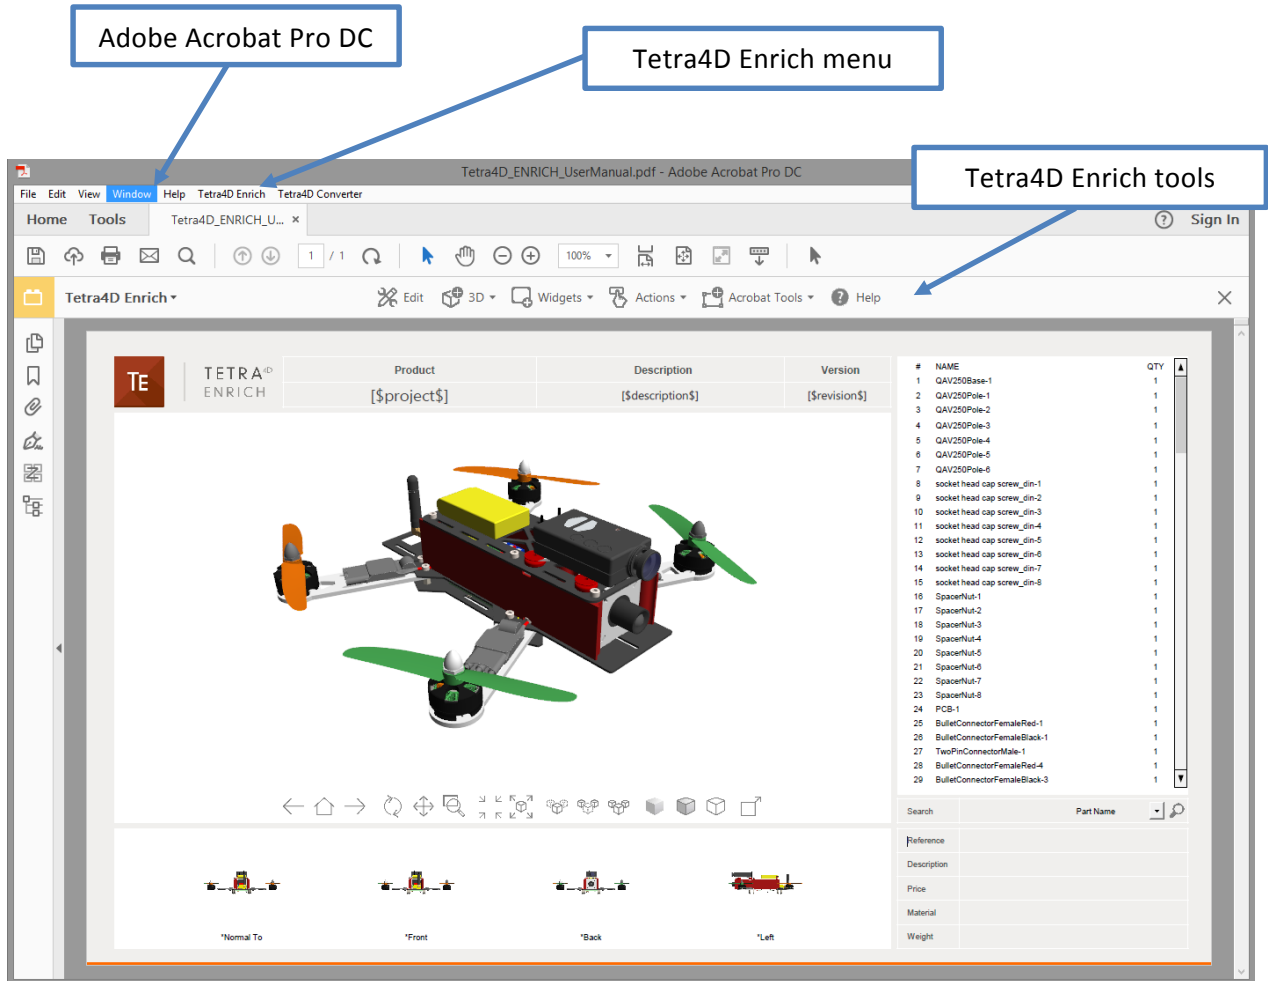 Adobe Acrobat Pro DC
Tetra4D Enrich menu
Tetra4D Enrich tools
Tetra4D_ENRICH_UserManual.pdf - Adobe Acrobat Pro DC
File Edit View Window Help Tetra4D Enrich Tetra4D Converter
Home Tools Tetra4D_ENRICH_U... × ? Sign In
1 / 1 100%
Tetra4D Enrich Edit 3D Widgets Actions Acrobat Tools ? Help
TE TETRA4D ENRICH
Product Description Version
[$project$] [$description$] [$revision$]
# NAME QTY
1 QAV250Base-1 1
2 QAV250Pole-1 1
3 QAV250Pole-2 1
4 QAV250Pole-3 1
5 QAV250Pole-4 1
6 QAV250Pole-5 1
7 QAV250Pole-6 1
8 socket head cap screw_din-1 1
9 socket head cap screw_din-2 1
10 socket head cap screw_din-3 1
11 socket head cap screw_din-4 1
12 socket head cap screw_din-5 1
13 socket head cap screw_din-6 1
14 socket head cap screw_din-7 1
15 socket head cap screw_din-8 1
16 SpacerNut-1 1
17 SpacerNut-2 1
18 SpacerNut-3 1
19 SpacerNut-4 1
20 SpacerNut-5 1
21 SpacerNut-6 1
22 SpacerNut-7 1
23 SpacerNut-8 1
24 PCB-1 1
25 BulletConnectorFemaleRed-1 1
26 BulletConnectorFemaleBlack-1 1
27 TwoPinConnectorMale-1 1
28 BulletConnectorFemaleRed-4 1
29 BulletConnectorFemaleBlack-3 1
Search Part Name
Reference
Description
Price
Material
Weight
*Normal To *Front *Back *Left